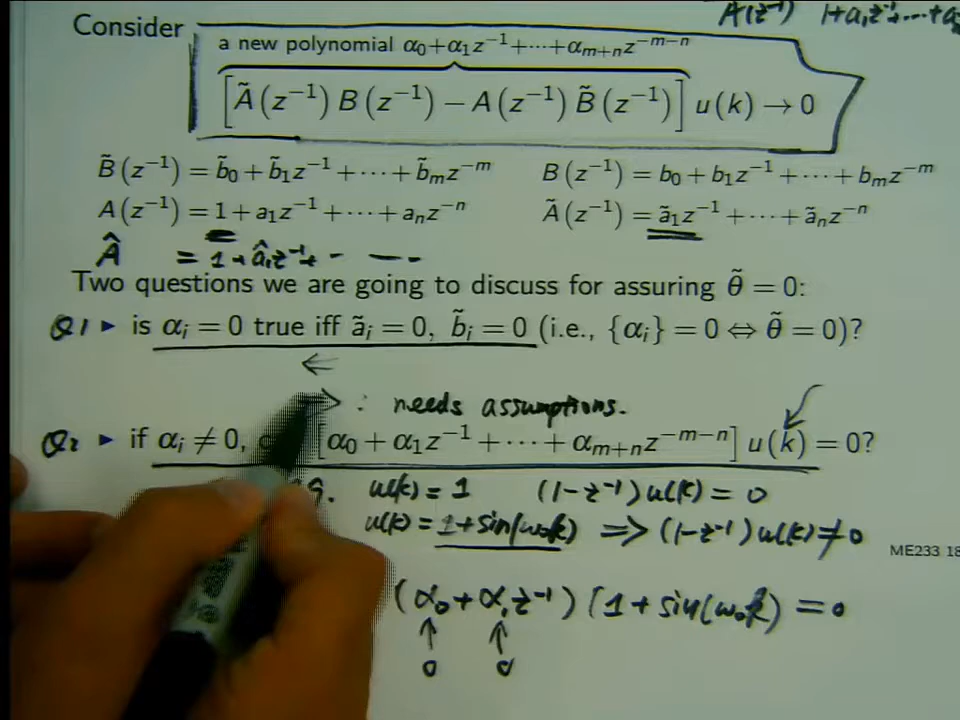 A(z⁻¹) 1+a₁z⁻¹+···+a
Consider
a new polynomial α₀+α₁z⁻¹+···+αₘ₊ₙz⁻ᵐ⁻ⁿ
[Ã(z⁻¹) B(z⁻¹) − A(z⁻¹) B̃(z⁻¹)] u(k) → 0
B̃(z⁻¹) = b̃₀ + b̃₁z⁻¹ + ··· + b̃ₘz⁻ᵐ B(z⁻¹) = b₀ + b₁z⁻¹ + ··· + bₘz⁻ᵐ
A(z⁻¹) = 1 + a₁z⁻¹ + ··· + aₙz⁻ⁿ Ã(z⁻¹) = ã₁z⁻¹ + ··· + ãₙz⁻ⁿ
Â = 1 + â₁z⁻¹ + - - - -
Two questions we are going to discuss for assuring θ̃ = 0:
Q1 ▶ is αᵢ = 0 true iff ãᵢ = 0, b̃ᵢ = 0 (i.e., {αᵢ} = 0 ⇔ θ̃ = 0)?
⇐
⇒ : needs assumptions.
Q2 ▶ if αᵢ ≠ 0, [α₀ + α₁z⁻¹ + ··· + αₘ₊ₙz⁻ᵐ⁻ⁿ] u(k) = 0?
u(k) = 1 (1−z⁻¹)u(k) = 0
u(k) = 1+sin(ω₀k) ⇒ (1−z⁻¹)u(k) ≠ 0
ME233 18
(α₀ + α₁z⁻¹) (1 + sin(ω₀k) = 0
↑ ↑
0 0